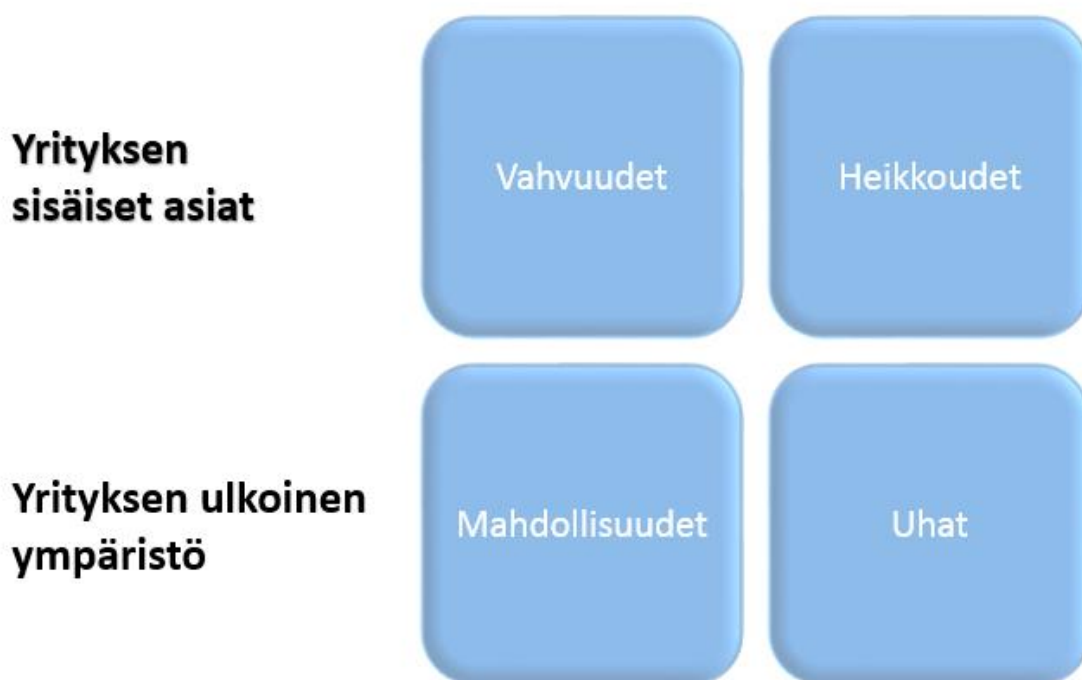 Yrityksen
sisäiset asiat
Vahvuudet
Heikkoudet
Yrityksen ulkoinen
ympäristö
Mahdollisuudet
Uhat